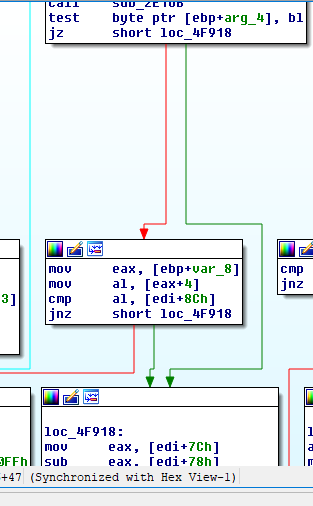 call sub_2E10B
test byte ptr [ebp+arg_4], bl
jz short loc_4F918
mov eax, [ebp+var_8]
mov al, [eax+4]
cmp al, [edi+8Ch]
jnz short loc_4F918
cmp
jnz
3]
loc_4F918:
mov eax, [edi+7Ch]
sub eax, [edi+78h]
0FFh
+47 (Synchronized with Hex View-1)